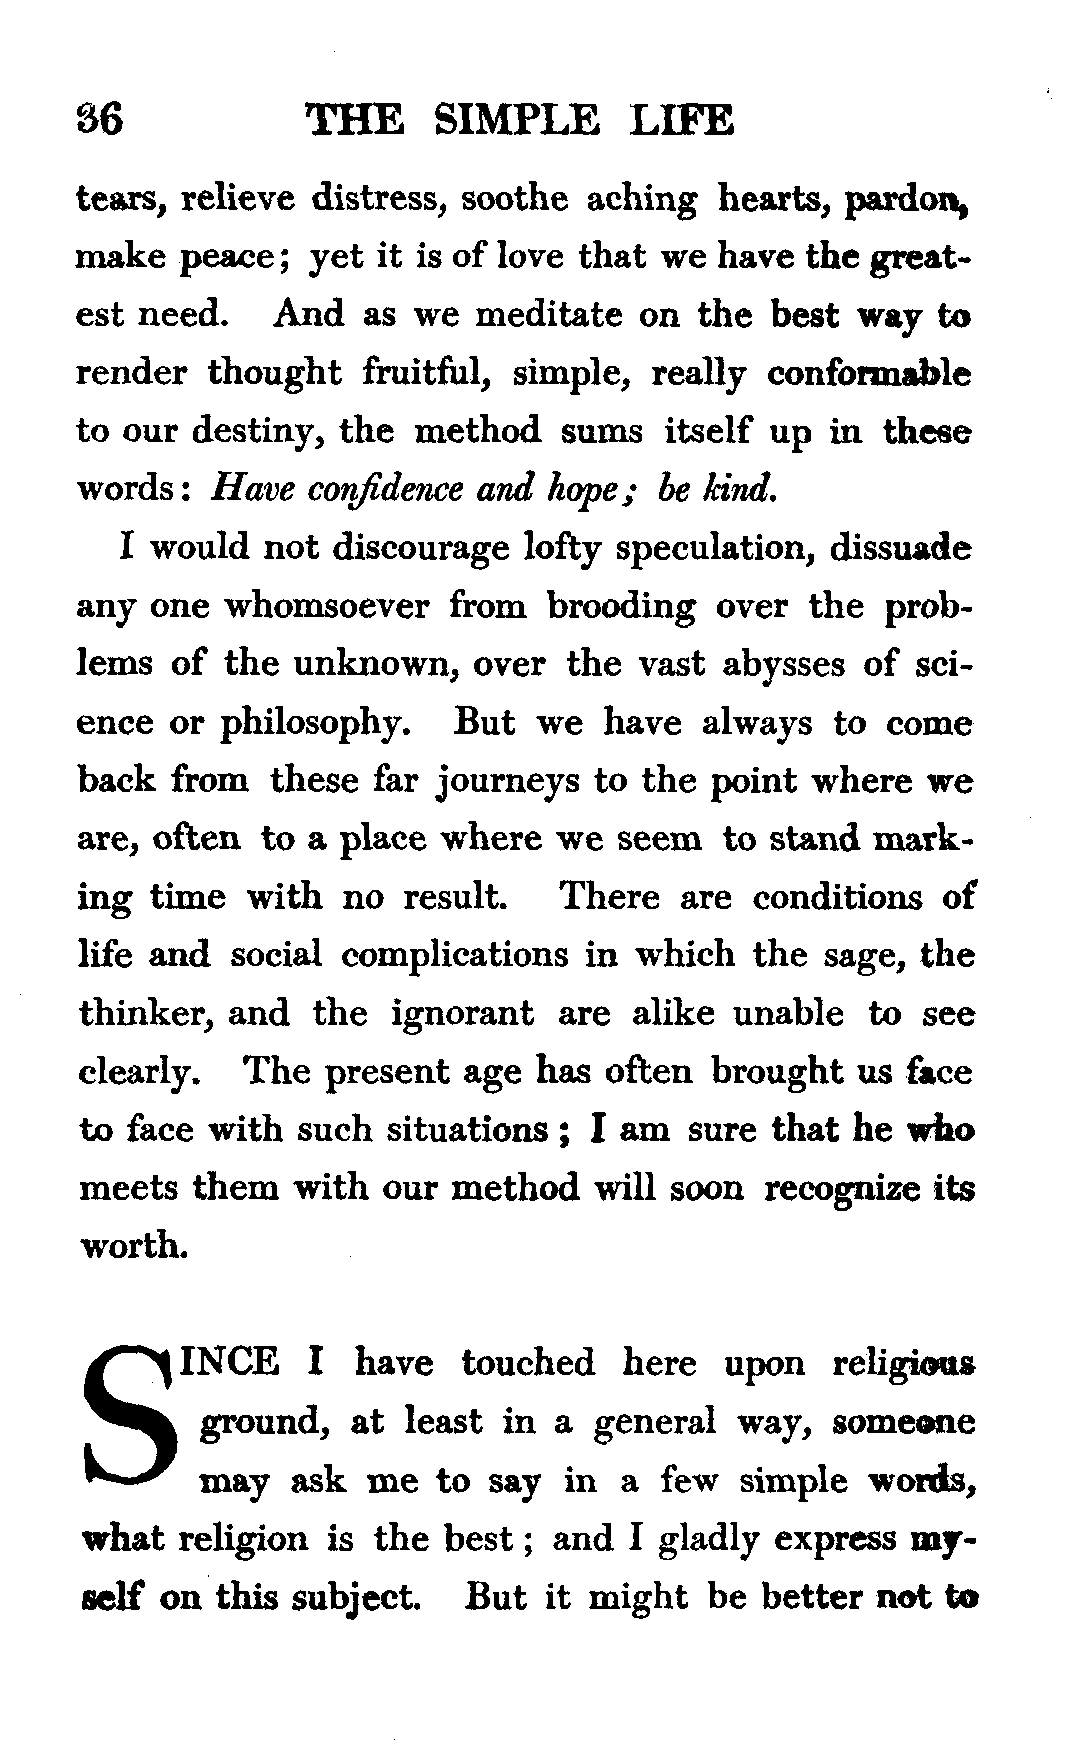 36 THE SIMPLE LIFE
tears, relieve distress, soothe aching hearts, pardon,
make peace; yet it is of love that we have the great-
est need. And as we meditate on the best way to
render thought fruitful, simple, really conformable
to our destiny, the method sums itself up in these
words: Have confidence and hope; be kind.
I would not discourage lofty speculation, dissuade
any one whomsoever from brooding over the prob-
lems of the unknown, over the vast abysses of sci-
ence or philosophy. But we have always to come
back from these far journeys to the point where we
are, often to a place where we seem to stand mark-
ing time with no result. There are conditions of
life and social complications in which the sage, the
thinker, and the ignorant are alike unable to see
clearly. The present age has often brought us face
to face with such situations; I am sure that he who
meets them with our method will soon recognize its
worth.
SINCE I have touched here upon religious
ground, at least in a general way, someone
may ask me to say in a few simple words,
what religion is the best; and I gladly express my-
self on this subject. But it might be better not to